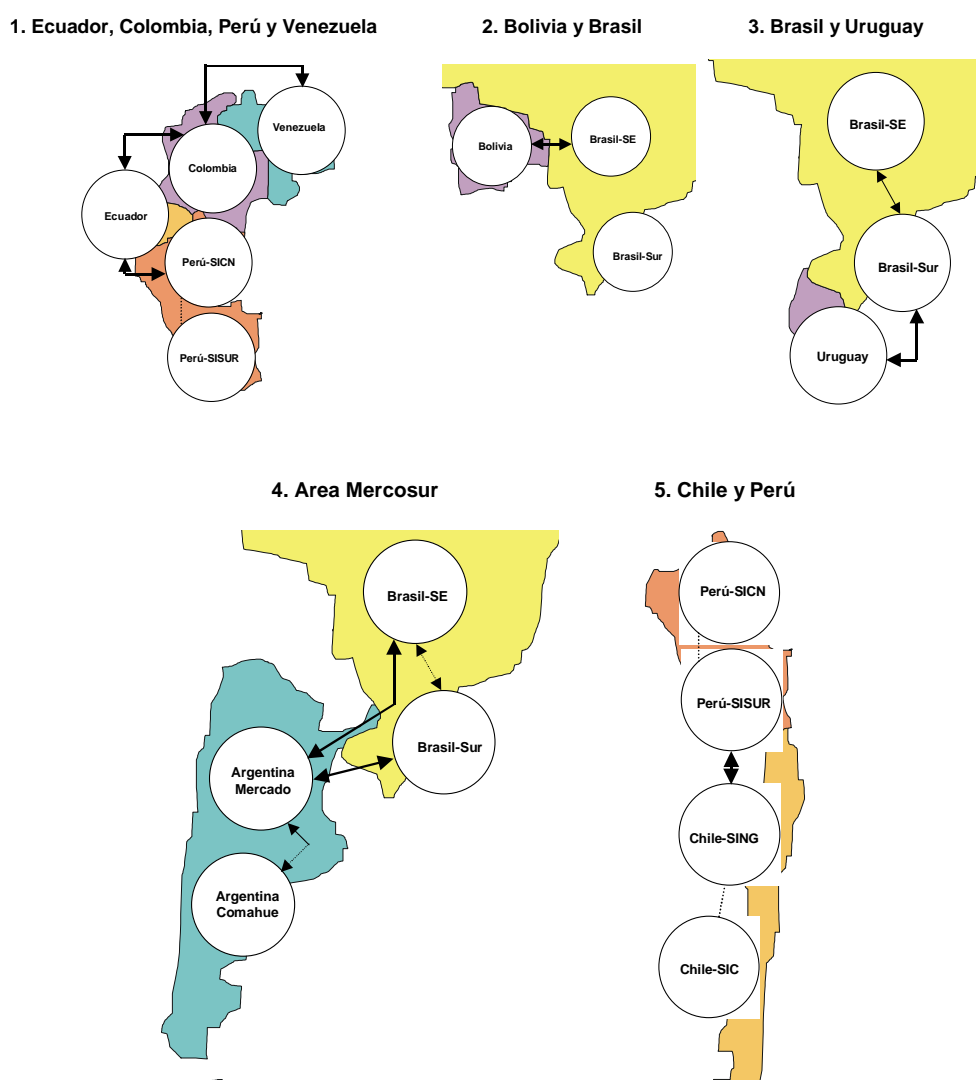 1. Ecuador, Colombia, Perú y Venezuela
2. Bolivia y Brasil
3. Brasil y Uruguay
Venezuela
Colombia
Ecuador
Perú-SICN
Perú-SISUR
Bolivia
Brasil-SE
Brasil-Sur
Brasil-SE
Brasil-Sur
Uruguay
4. Area Mercosur
5. Chile y Perú
Brasil-SE
Brasil-Sur
Argentina
Mercado
Argentina
Comahue
Perú-SICN
Perú-SISUR
Chile-SING
Chile-SIC